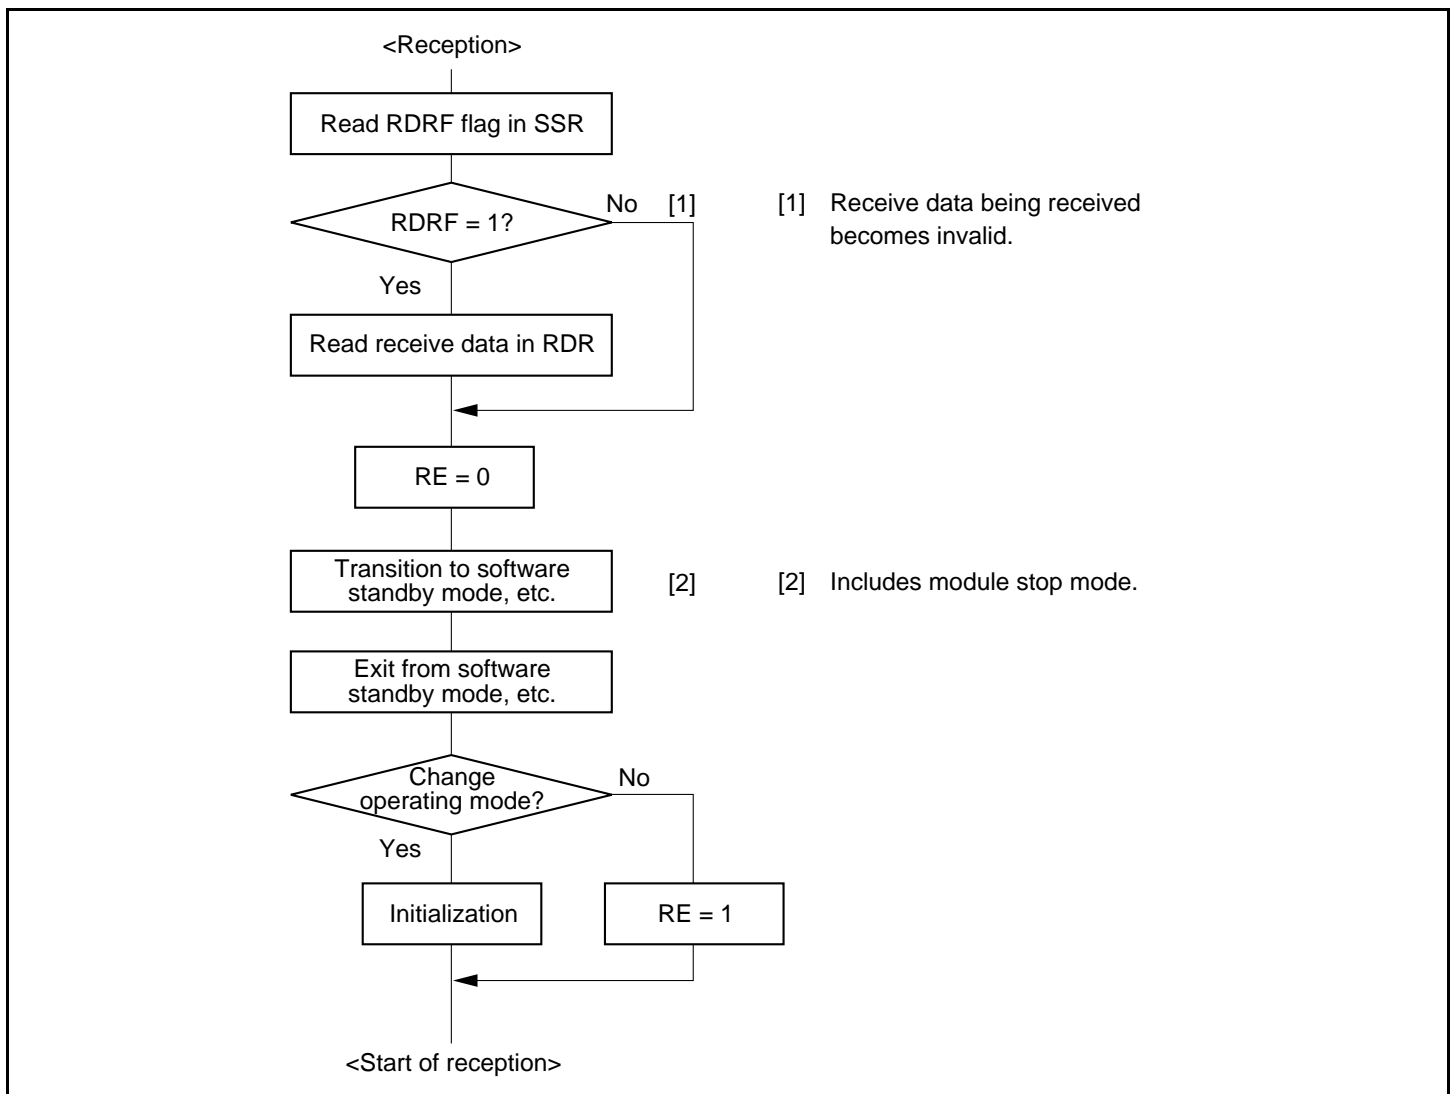 <Reception>
Read RDRF flag in SSR
RDRF = 1?
No [1]
[1] Receive data being received
becomes invalid.
Yes
Read receive data in RDR
RE = 0
Transition to software
standby mode, etc.
[2]
[2] Includes module stop mode.
Exit from software
standby mode, etc.
Change
operating mode?
No
Yes
Initialization
RE = 1
<Start of reception>